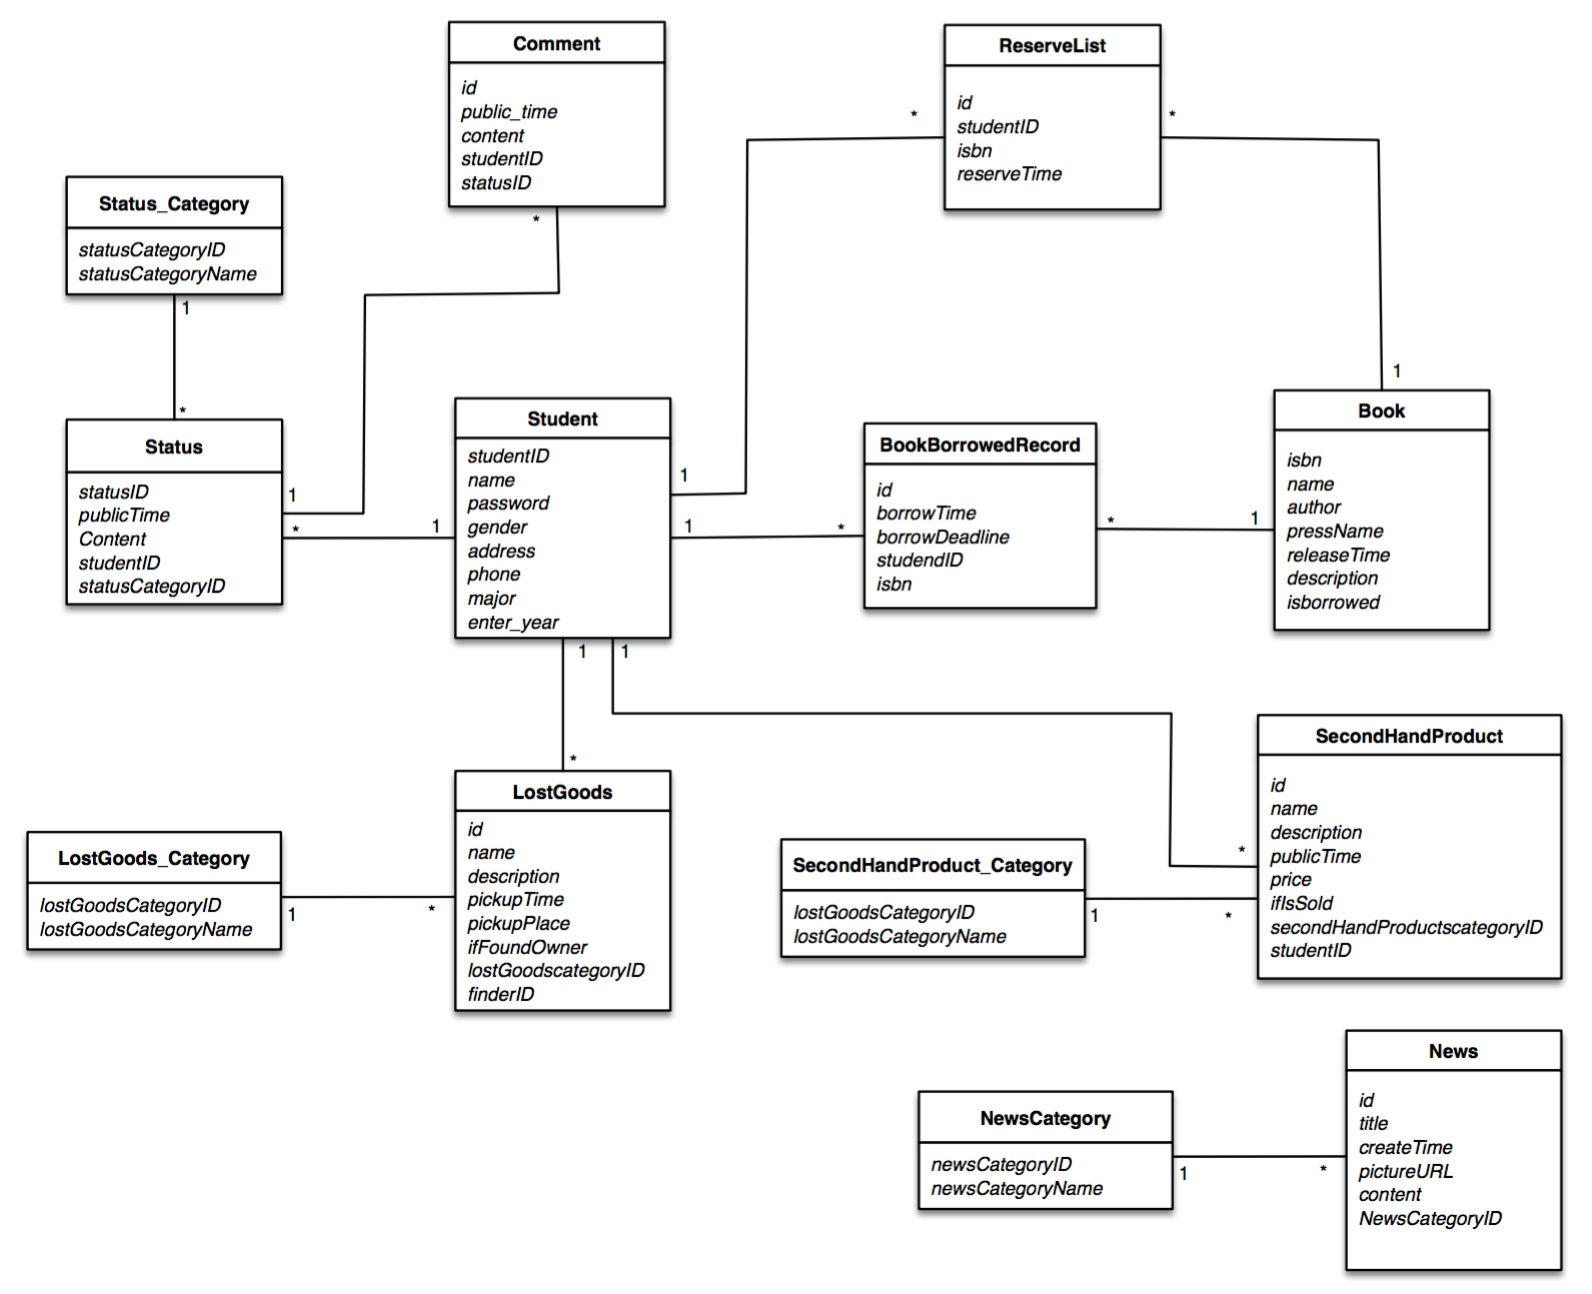 Comment
id
public_time
content
studentID
statusID
*
ReserveList
id
studentID
isbn
reserveTime
*
*
Status_Category
statusCategoryID
statusCategoryName
1
*
Status
statusID
publicTime
Content
studentID
statusCategoryID
1
*
1
Student
studentID
name
password
gender
address
phone
major
enter_year
1
1
*
BookBorrowedRecord
id
borrowTime
borrowDeadline
studendID
isbn
*
1
1
Book
isbn
name
author
pressName
releaseTime
description
isborrowed
1
1
*
LostGoods
id
name
description
pickupTime
pickupPlace
ifFoundOwner
lostGoodscategoryID
finderID
LostGoods_Category
lostGoodsCategoryID
lostGoodsCategoryName
1
*
SecondHandProduct_Category
lostGoodsCategoryID
lostGoodsCategoryName
1
*
*
SecondHandProduct
id
name
description
publicTime
price
ifIsSold
secondHandProductscategoryID
studentID
NewsCategory
newsCategoryID
newsCategoryName
1
*
News
id
title
createTime
pictureURL
content
NewsCategoryID